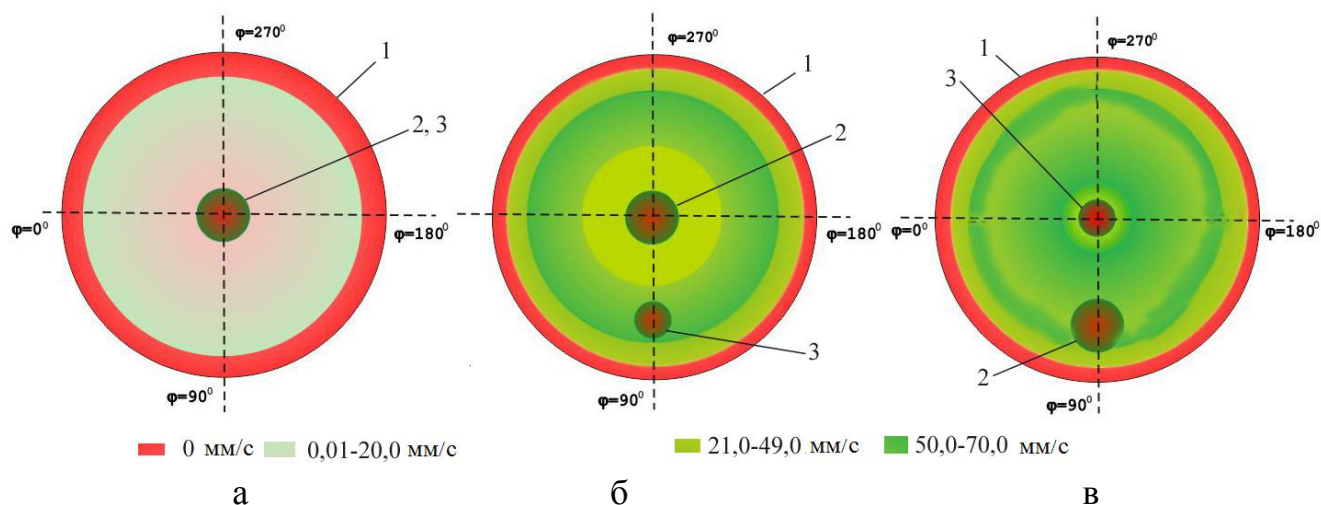 φ=270⁰
1
2, 3
φ=0⁰
φ=180⁰
φ=90⁰
φ=270⁰
1
2
φ=180⁰
3
φ=90⁰
φ=270⁰
1
3
φ=0⁰
φ=180⁰
2
φ=90⁰
0 мм/с
0,01-20,0 мм/с
21,0-49,0 мм/с
50,0-70,0 мм/с
а
б
в